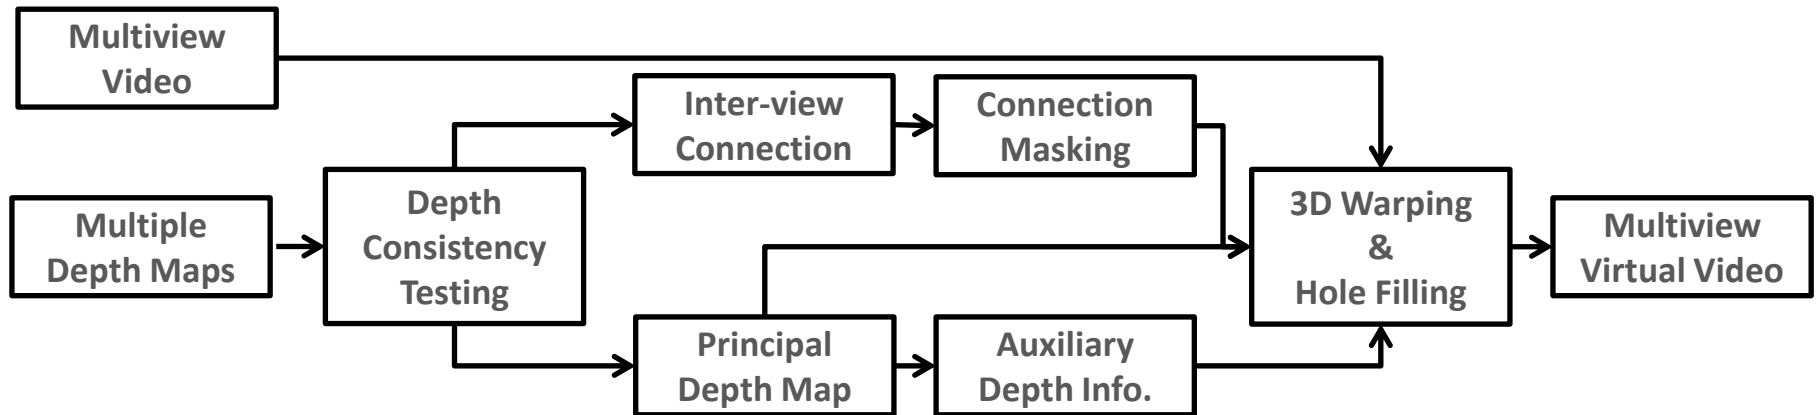 Multiview
Video
Inter-view
Connection
Connection
Masking
Multiple
Depth Maps
Depth
Consistency
Testing
3D Warping
&
Hole Filling
Multiview
Virtual Video
Principal
Depth Map
Auxiliary
Depth Info.